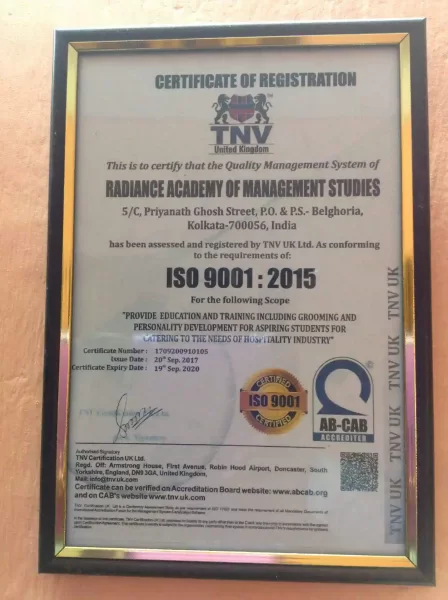 CERTIFICATE OF REGISTRATION
TNV
United Kingdom
This is to certify that the Quality Management System of
RADIANCE ACADEMY OF MANAGEMENT STUDIES
5/C, Priyanath Ghosh Street, P.O. & P.S.- Belghoria,
Kolkata-700056, India
has been assessed and registered by TNV UK Ltd. As conforming
to the requirements of:
ISO 9001 : 2015
For the following Scope
"PROVIDE EDUCATION AND TRAINING INCLUDING GROOMING AND
PERSONALITY DEVELOPMENT FOR ASPIRING STUDENTS FOR
CATERING TO THE NEEDS OF HOSPITALITY INDUSTRY"
Certificate Number : 1709200910105
Issue Date : 20th Sep. 2017
Certificate Expiry Date : 19th Sep. 2020
CERTIFIED
ISO 9001
CERTIFIED
AB-CAB
ACCREDITED
TNV UK TNV UK TNV UK TNV UK
Authorised Signatory
TNV Certification UK Ltd.
Regd. Off: Armstrong House, First Avenue, Robin Hood Airport, Doncaster, South
Yorkshire, England, DN9 3GA, United Kingdom,
Mail: info@tnvuk.com
Certificate can be verified on Accreditation Board website: www.abcab.org
and on CAB's website www.tnv.uk.com